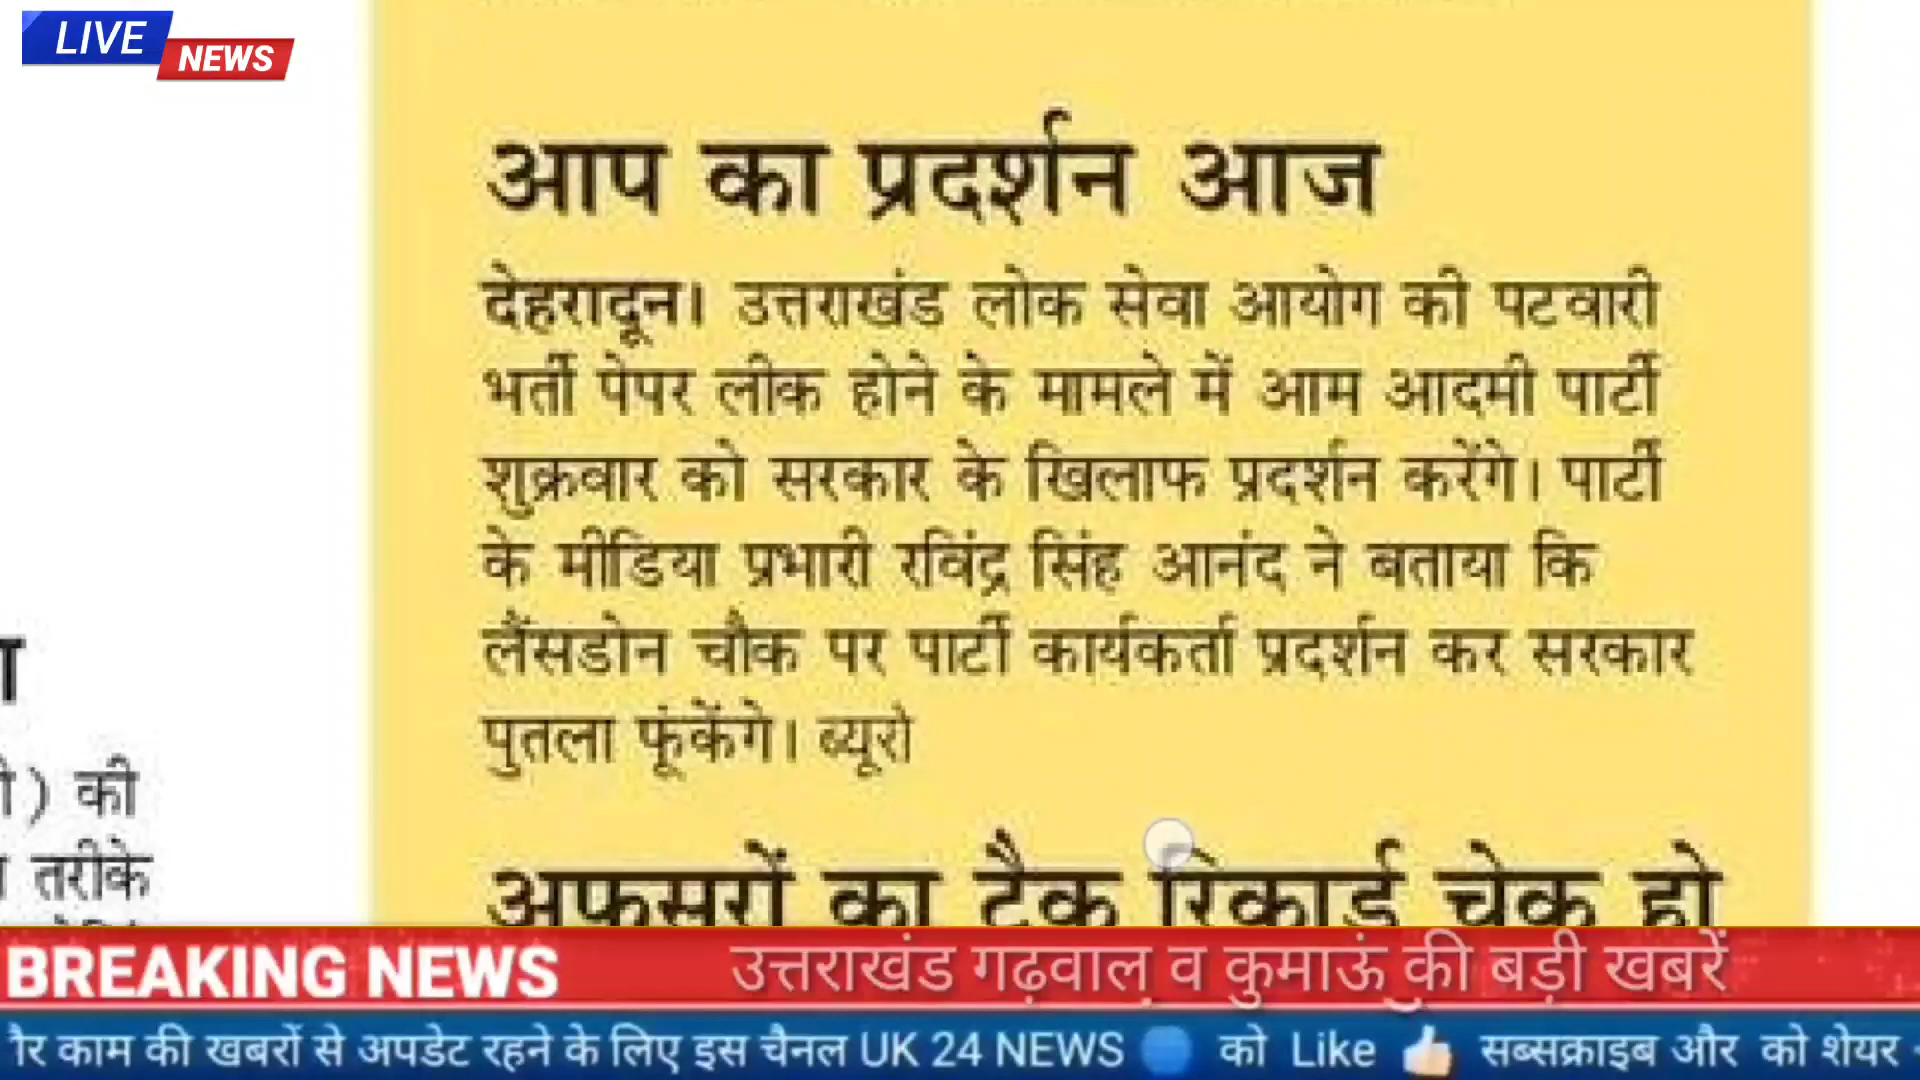 LIVE
NEWS
आप का प्रदर्शन आज
देहरादून। उत्तराखंड लोक सेवा आयोग की पटवारी
भर्ती पेपर लीक होने के मामले में आम आदमी पार्टी
शुक्रवार को सरकार के खिलाफ प्रदर्शन करेंगे। पार्टी
के मीडिया प्रभारी रविंद्र सिंह आनंद ने बताया कि
लैंसडोन चौक पर पार्टी कार्यकर्ता प्रदर्शन कर सरकार
पुतला फूंकेंगे। ब्यूरो
) की
तरीके
अफसरों का टैक रिकार्ड चेक हो
BREAKING NEWS
उत्तराखंड गढ़वाल व कुमाऊं की बड़ी खबरें
काम की खबरों से अपडेट रहने के लिए इस चैनल UK 24 NEWS 🔵 को Like 👍 सब्सक्राइब और को शेयर